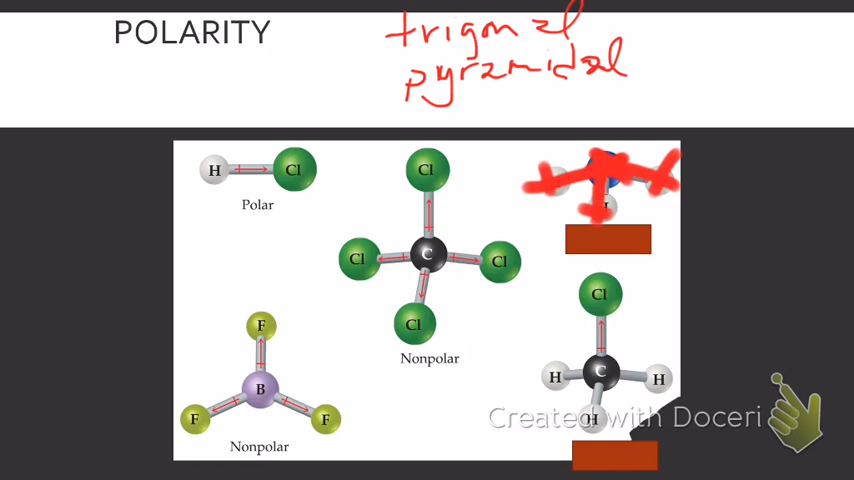 POLARITY
trigonal
pyramidal
H
Cl
Polar
Cl
Cl
C
Cl
Cl
Nonpolar
F
B
F
F
Nonpolar
Cl
H
C
H
H
Created with Doceri